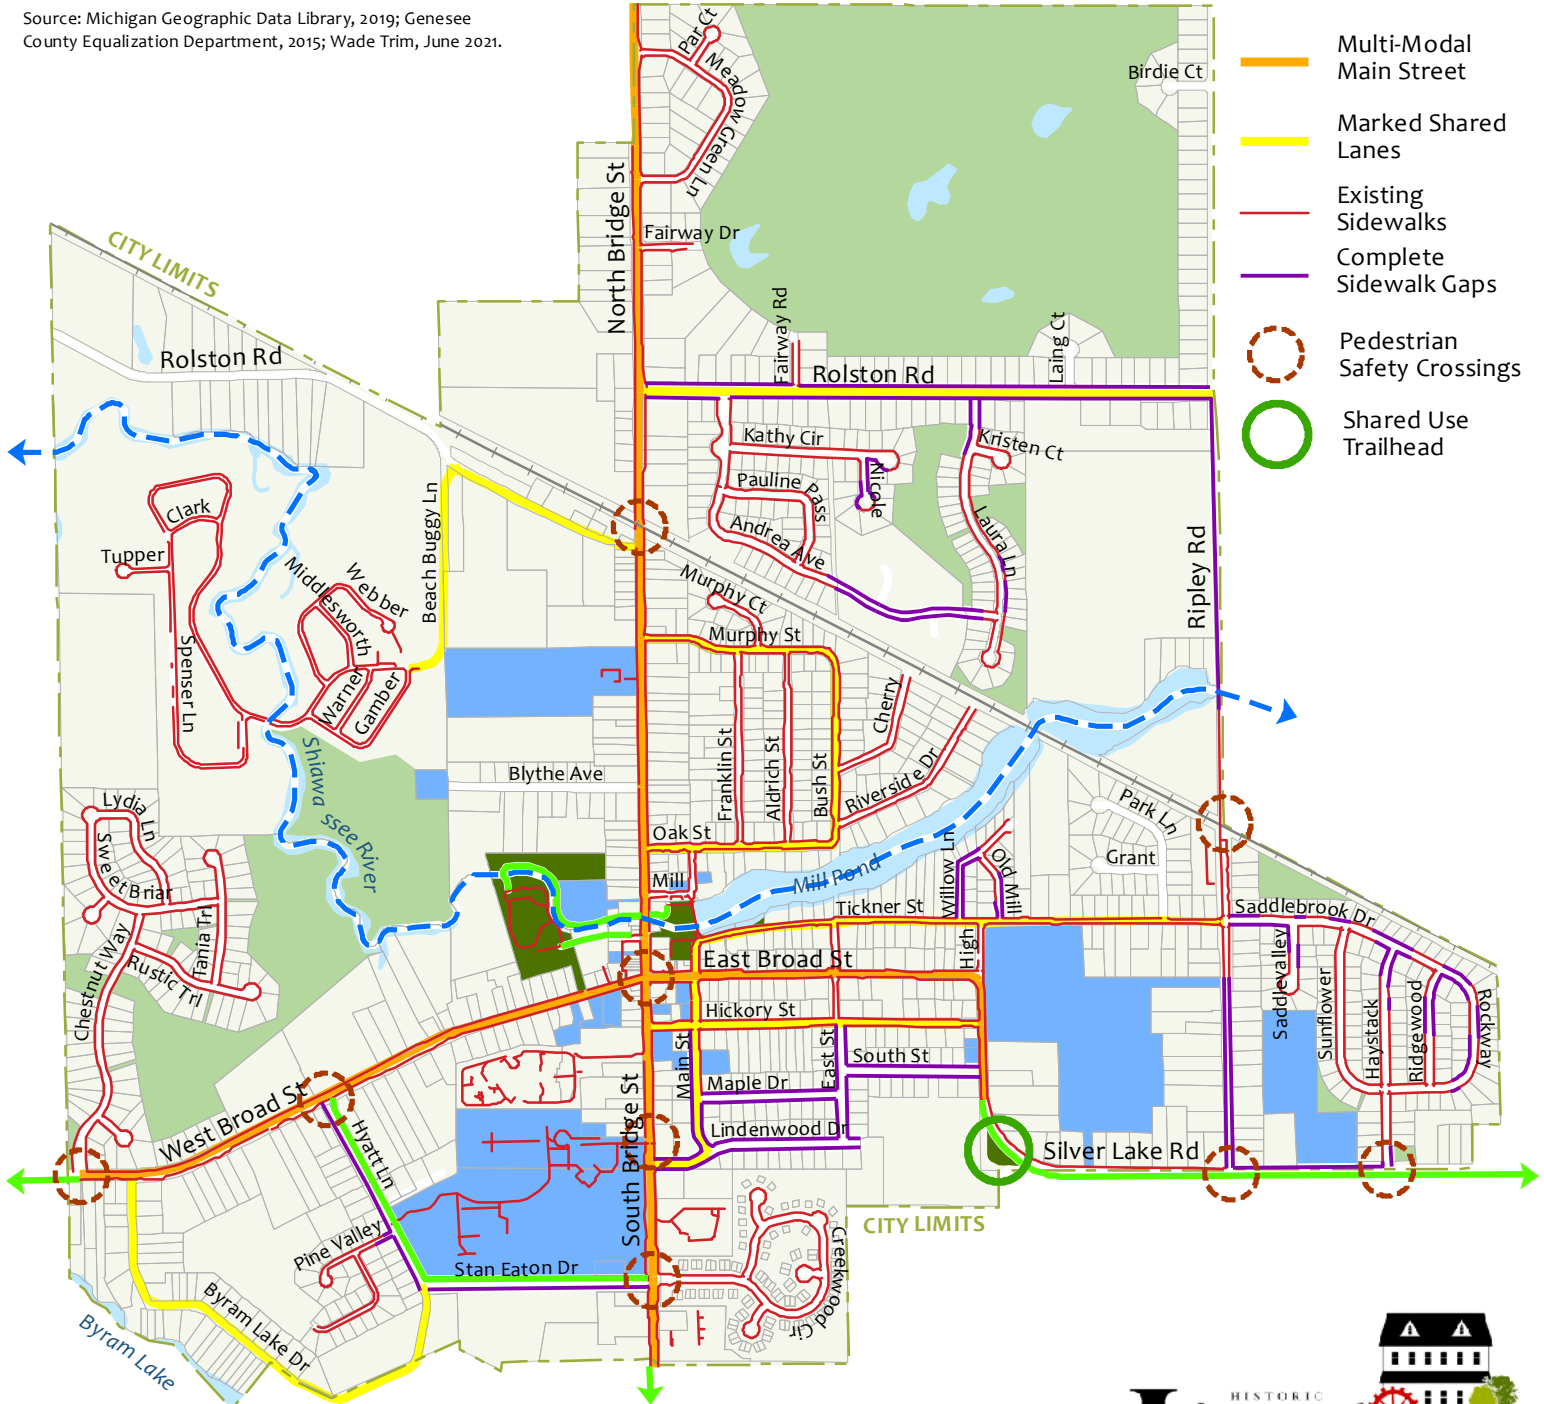 Source: Michigan Geographic Data Library, 2019; Genesee
County Equalization Department, 2015; Wade Trim, June 2021.
Multi-Modal
Main Street
Marked Shared
Lanes
Existing
Sidewalks
Complete
Sidewalk Gaps
Pedestrian
Safety Crossings
Shared Use
Trailhead
Par Ct
Meadow Green Ln
Birdie Ct
North Bridge St
Fairway Dr
CITY LIMITS
Fairway Rd
Laing Ct
Rolston Rd
Rolston Rd
Kathy Cir
Kristen Ct
Nicole
Pauline Pass
Andrea Ave
Laura Ln
Ripley Rd
Clark
Tupper
Beach Buggy Ln
Middlesworth
Webber
Spenser Ln
Warner
Gamber
Murphy Ct
Murphy St
Cherry
Franklin St
Aldrich St
Bush St
Riverside Dr
Shiawassee River
Blythe Ave
Oak St
Mill
Mill Pond
Willow Ln
Old Mill
Park Ln
Grant
Lydia Ln
Sweet Briar
Tania Trl
Chestnut Way
Rustic Trl
Tickner St
High
East Broad St
Hickory St
Main St
East St
South St
Maple Dr
Lindenwood Dr
Saddlebrook Dr
Saddlevalley
Sunflower
Haystack
Ridgewood
Rockway
West Broad St
Hyatt Ln
South Bridge St
Silver Lake Rd
CITY LIMITS
Pine Valley
Stan Eaton Dr
Creekwood Cir
Byram Lake Dr
Byram Lake
HISTORIC